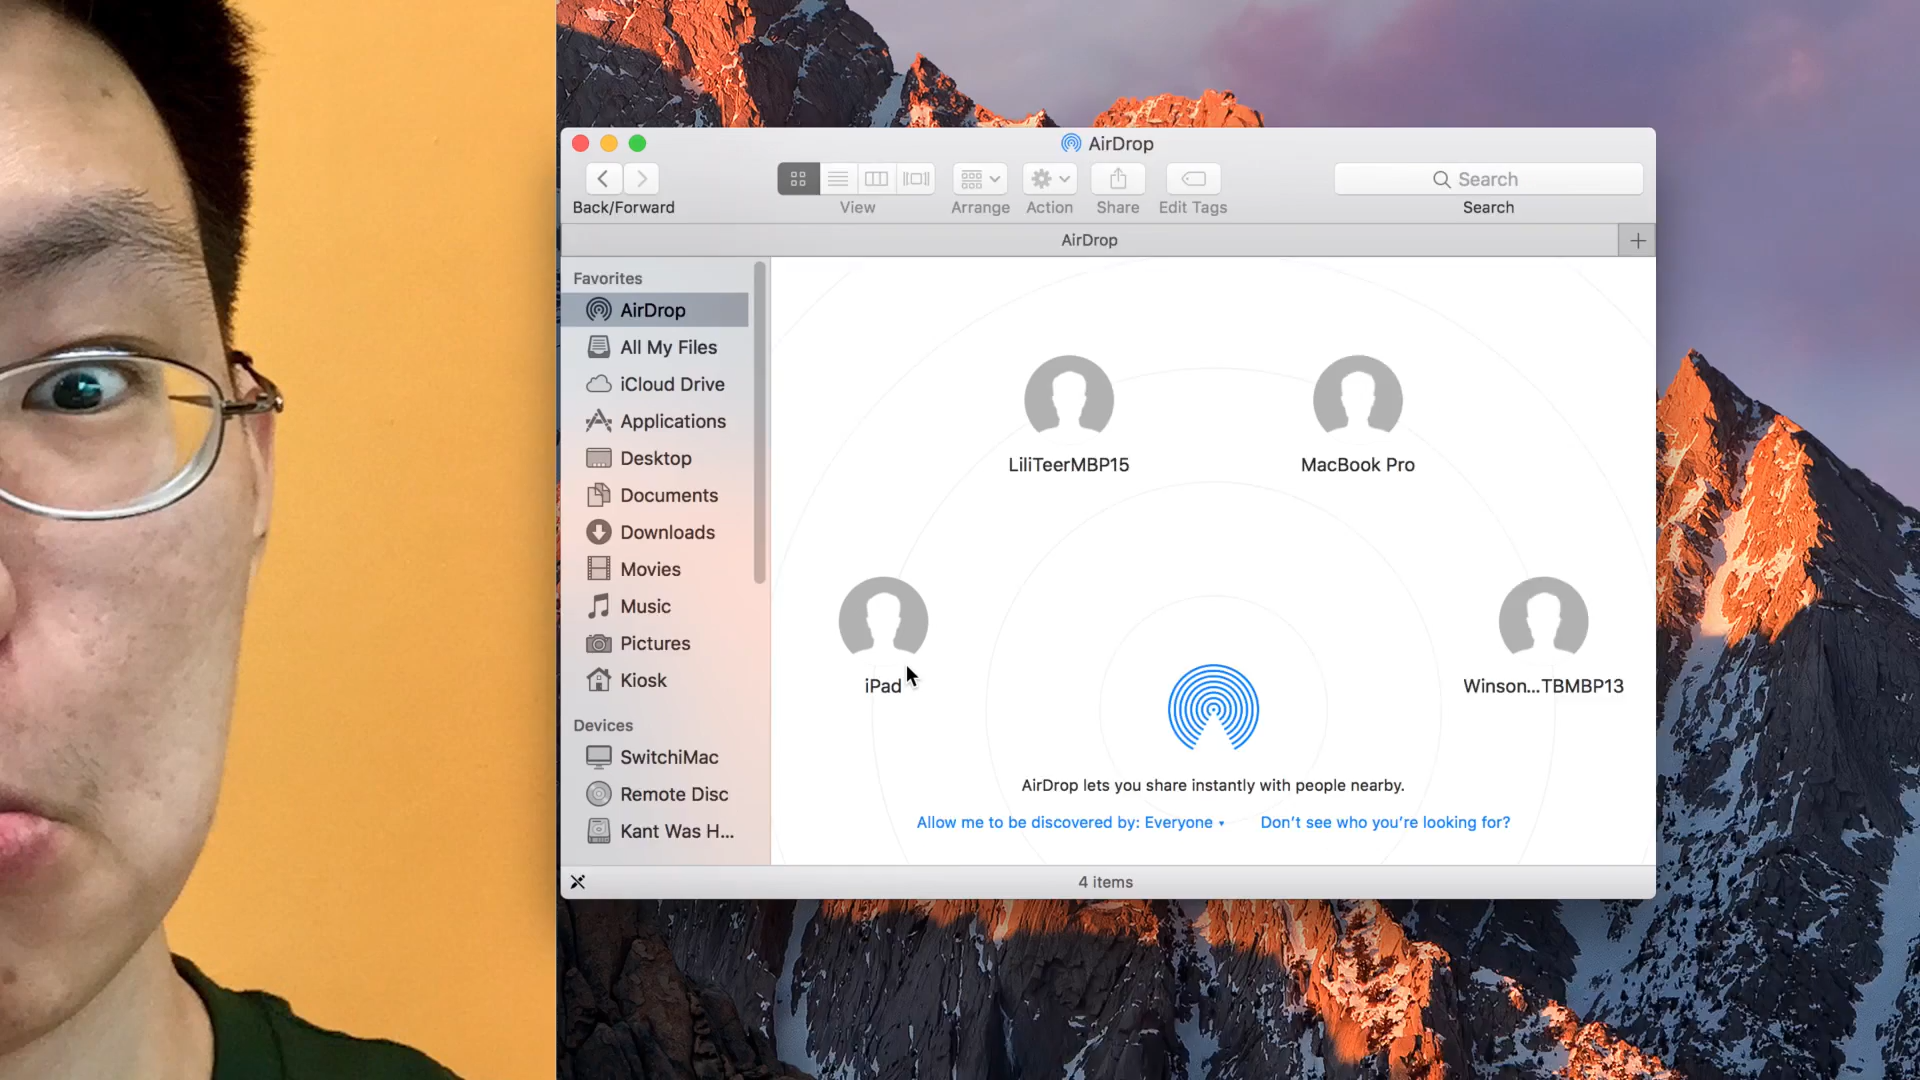 AirDrop
Back/Forward
View
Arrange
Action
Share
Edit Tags
Search
Search
AirDrop
Favorites
AirDrop
All My Files
iCloud Drive
Applications
Desktop
Documents
Downloads
Movies
Music
Pictures
Kiosk
Devices
SwitchiMac
Remote Disc
Kant Was H...
LiliTeerMBP15
MacBook Pro
iPad
Winson...TBMBP13
AirDrop lets you share instantly with people nearby.
Allow me to be discovered by: Everyone
Don't see who you're looking for?
4 items